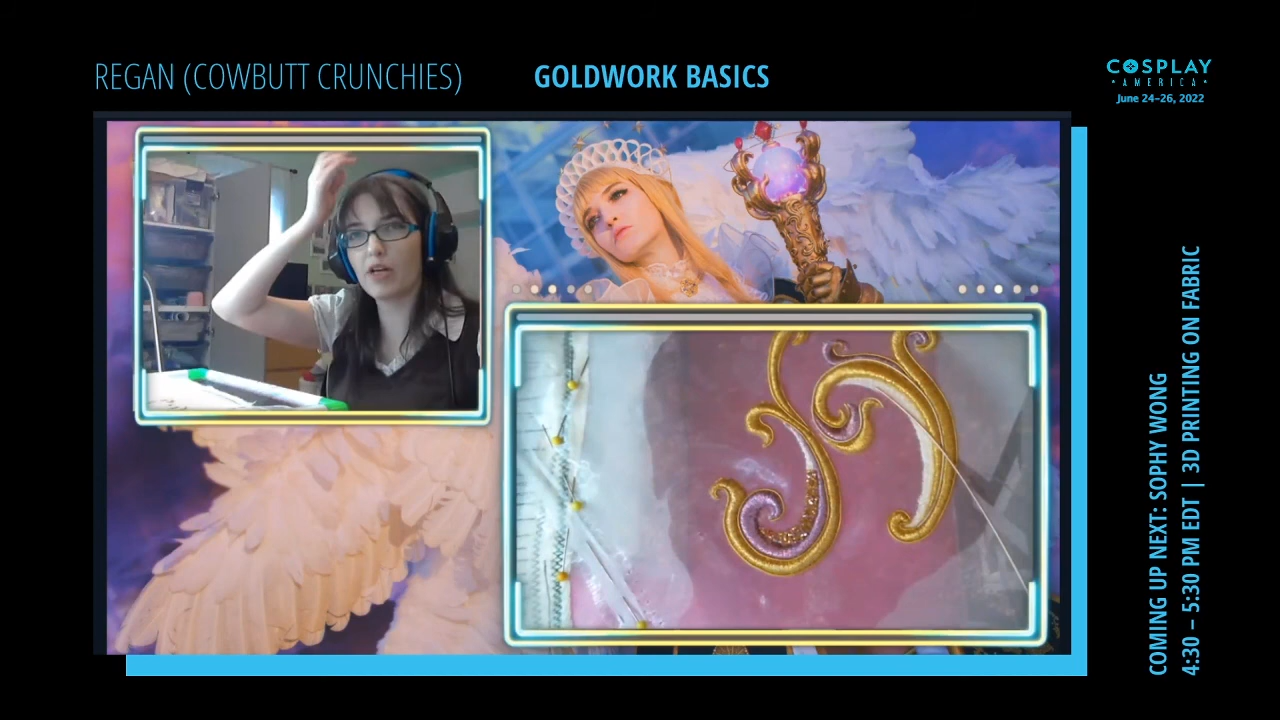 REGAN (COWBUTT CRUNCHIES)
GOLDWORK BASICS
COSPLAY
AMERICA
June 24-26, 2022
COMING UP NEXT: SOPHY WONG
4:30 – 5:30 PM EDT | 3D PRINTING ON FABRIC